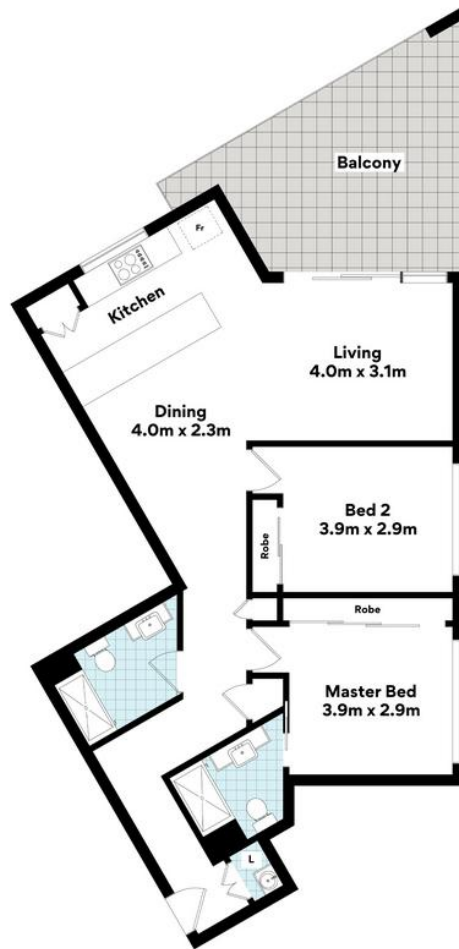 Balcony
Fr
Kitchen
Living
4.0m x 3.1m
Dining
4.0m x 2.3m
Bed 2
3.9m x 2.9m
Robe
Robe
Master Bed
3.9m x 2.9m
L